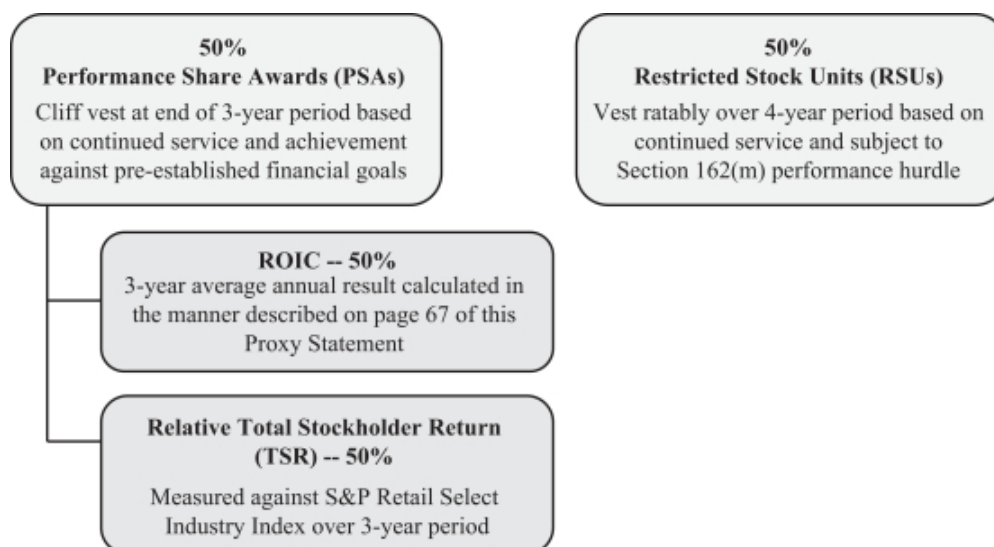 50%
Performance Share Awards (PSAs)
Cliff vest at end of 3-year period based
on continued service and achievement
against pre-established financial goals
50%
Restricted Stock Units (RSUs)
Vest ratably over 4-year period based on
continued service and subject to
Section 162(m) performance hurdle
ROIC -- 50%
3-year average annual result calculated in
the manner described on page 67 of this
Proxy Statement
Relative Total Stockholder Return
(TSR) -- 50%
Measured against S&P Retail Select
Industry Index over 3-year period